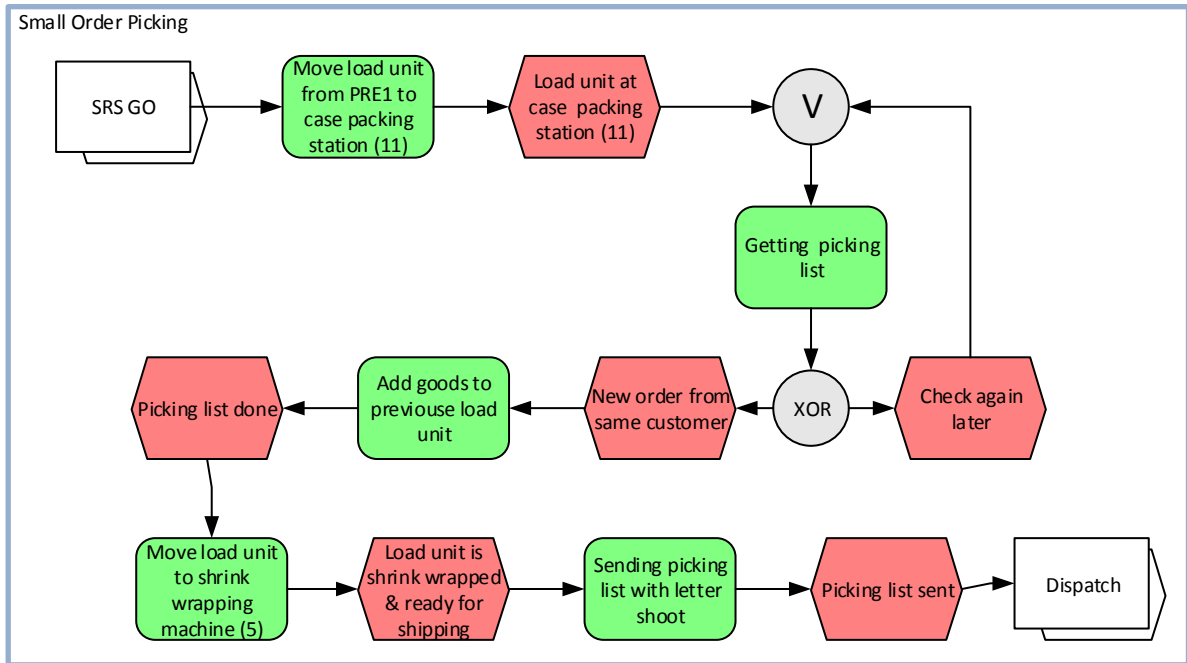 Small Order Picking
SRS GO
Move load unit
from PRE1 to
case packing
station (11)
Load unit at
case packing
station (11)
V
Getting picking
list
Picking list done
Add goods to
previouse load
unit
New order from
same customer
XOR
Check again
later
Move load unit
to shrink
wrapping
machine (5)
Load unit is
shrink wrapped
& ready for
shipping
Sending picking
list with letter
shoot
Picking list sent
Dispatch